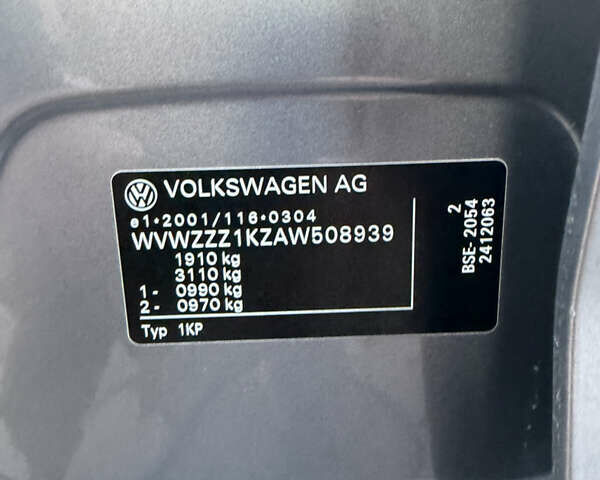 VOLKSWAGEN AG
e1*2001/116*0304
WVWZZZ1KZAW508939
1910 kg
3110 kg
1- 0990 kg
2- 0970 kg
Typ 1KP
2
BSE-2054
2412063